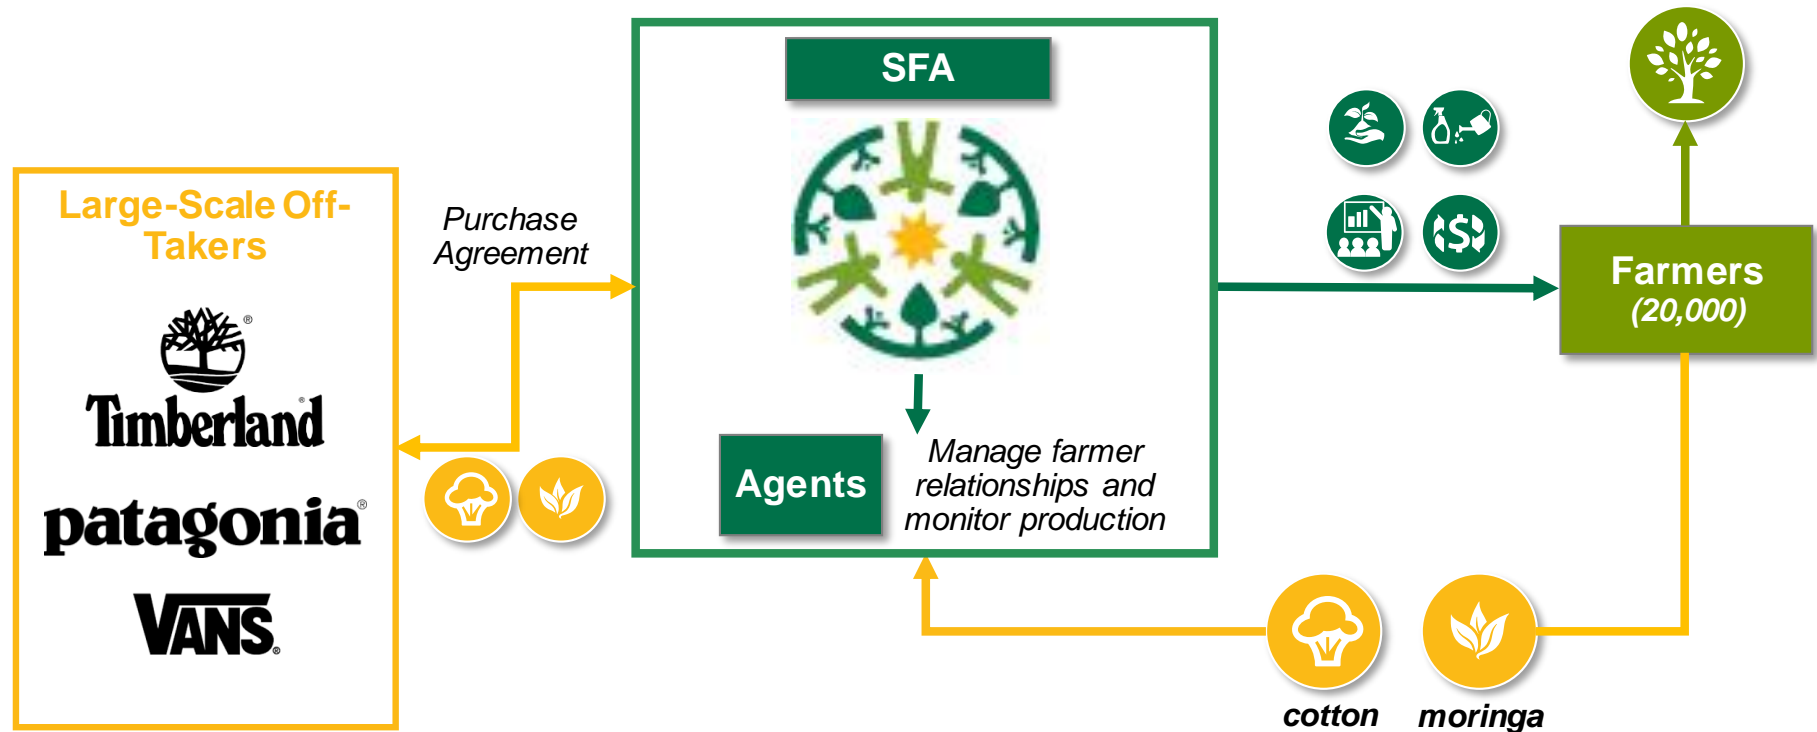 Large-Scale Off-
Takers
Timberland®
patagonia®
VANS®
Purchase
Agreement
SFA
Agents
Manage farmer
relationships and
monitor production
Farmers
(20,000)
cotton
moringa